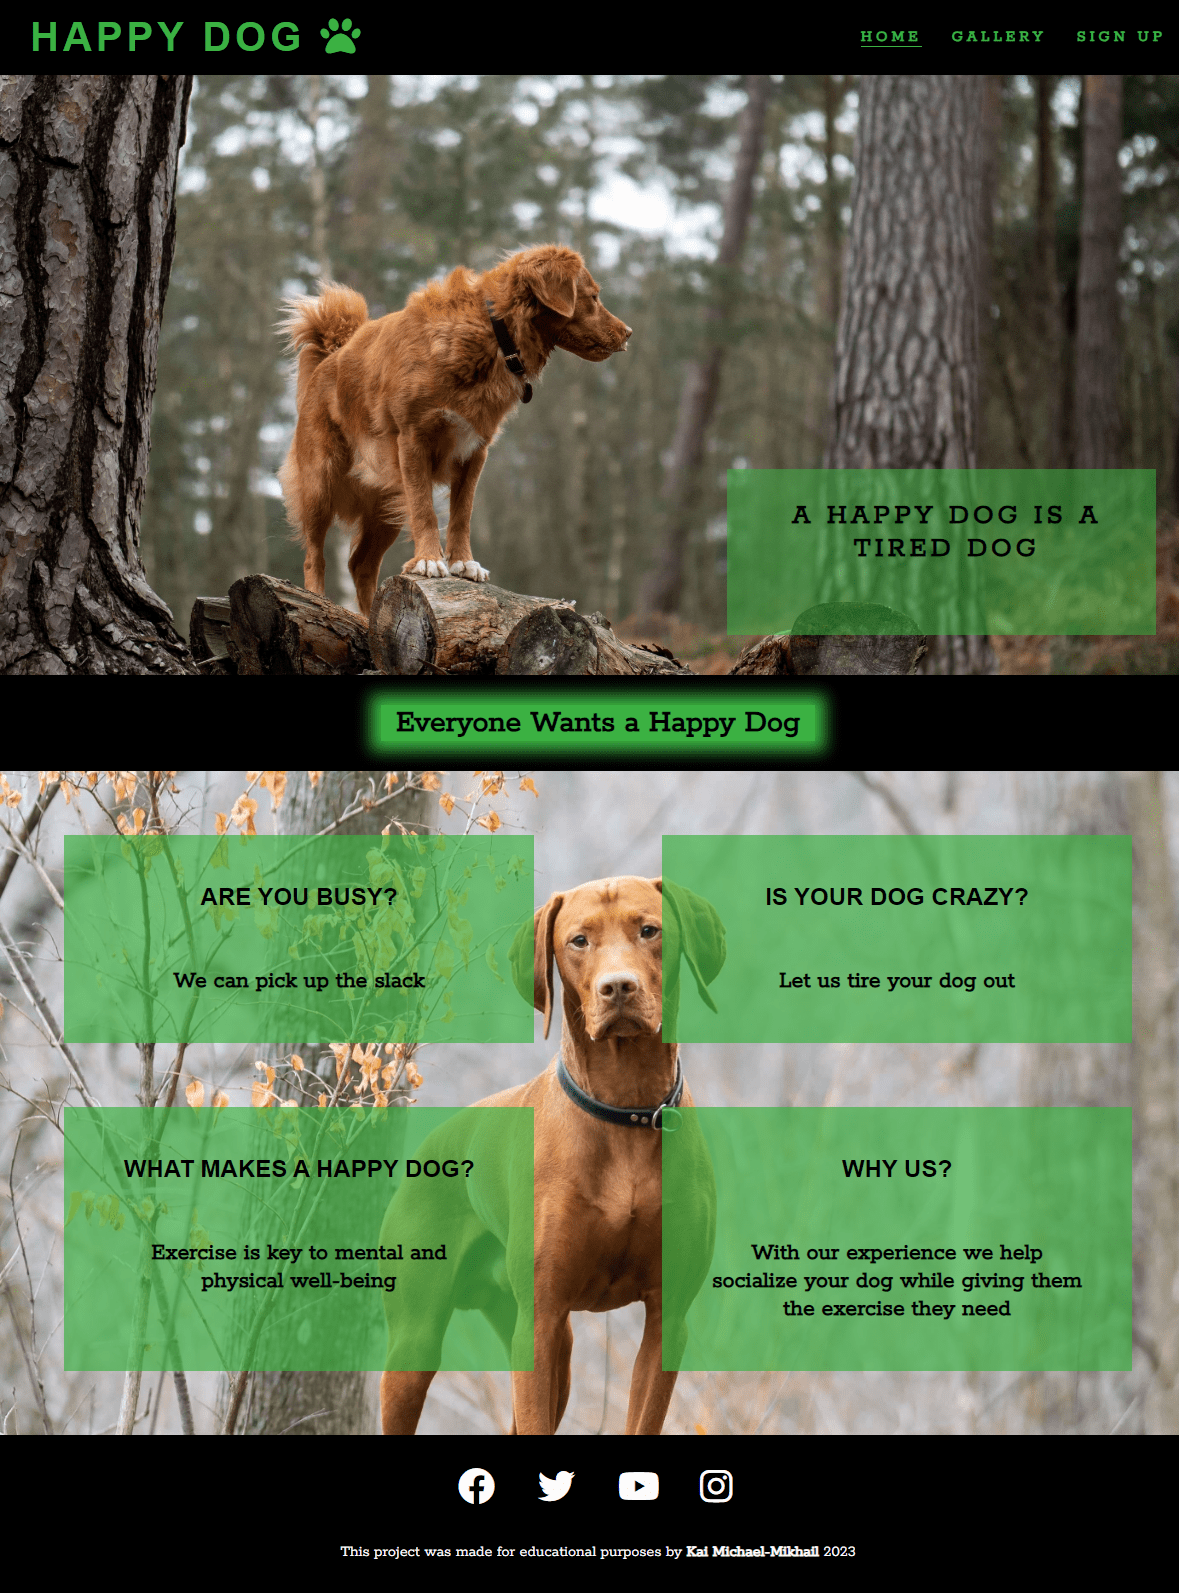 HAPPY DOG
HOME GALLERY SIGN UP
A HAPPY DOG IS A
TIRED DOG
Everyone Wants a Happy Dog
ARE YOU BUSY?
We can pick up the slack
IS YOUR DOG CRAZY?
Let us tire your dog out
WHAT MAKES A HAPPY DOG?
Exercise is key to mental and
physical well-being
WHY US?
With our experience we help
socialize your dog while giving them
the exercise they need
This project was made for educational purposes by Kai Michael-Mikhail 2023